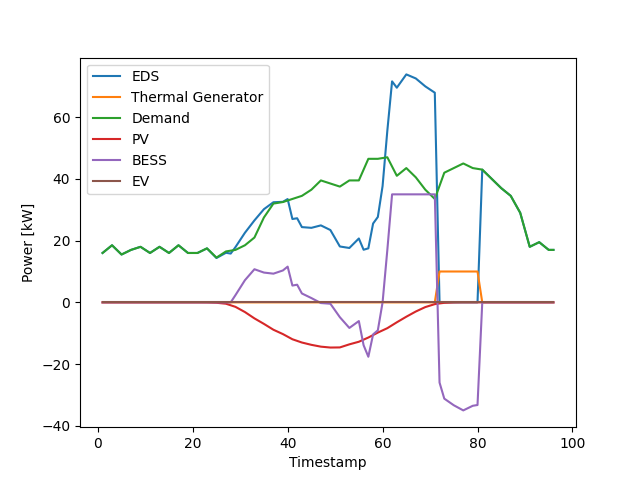 EDS
Thermal Generator
Demand
PV
BESS
EV
60
40
20
0
−20
−40
Power [kW]
0 20 40 60 80 100
Timestamp